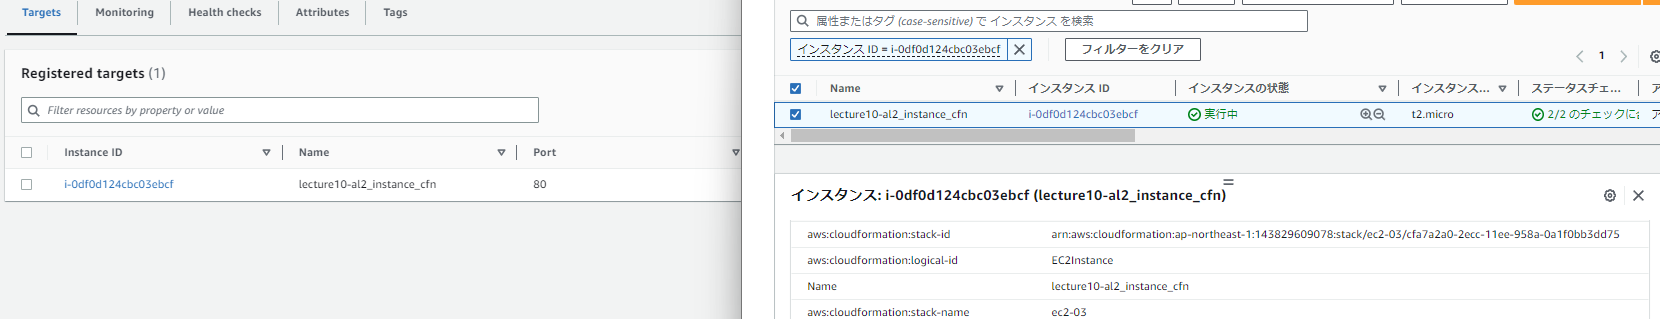 Targets
Monitoring
Health checks
Attributes
Tags
Registered targets (1)
Filter resources by property or value
Instance ID
Name
Port
i-0df0d124cbc03ebcf
lecture10-al2_instance_cfn
80
属性またはタグ (case-sensitive) で インスタンス を検索
インスタンス ID = i-0df0d124cbc03ebcf
フィルターをクリア
1
Name
インスタンス ID
インスタンスの状態
インスタンス...
ステータスチェ...
lecture10-al2_instance_cfn
i-0df0d124cbc03ebcf
実行中
t2.micro
2/2 のチェックに
インスタンス: i-0df0d124cbc03ebcf (lecture10-al2_instance_cfn)
aws:cloudformation:stack-id
arn:aws:cloudformation:ap-northeast-1:143829609078:stack/ec2-03/cfa7a2a0-2ecc-11ee-958a-0a1f0bb3dd75
aws:cloudformation:logical-id
EC2Instance
Name
lecture10-al2_instance_cfn
aws:cloudformation:stack-name
ec2-03